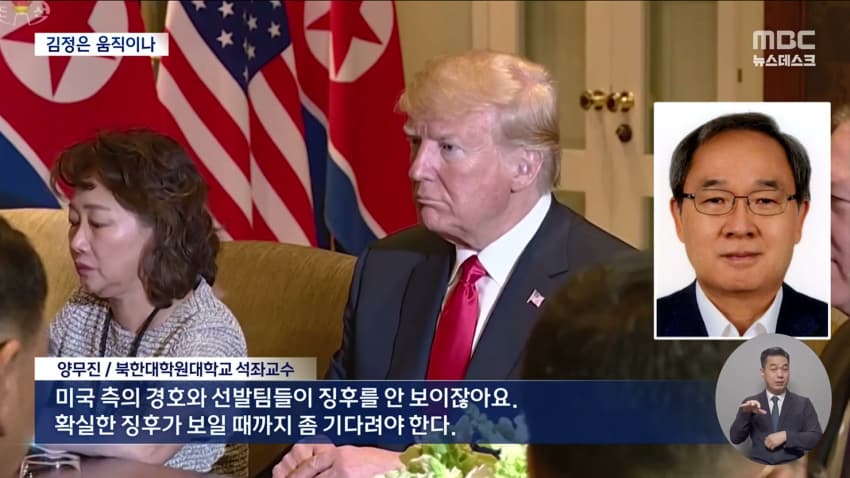 김정은 움직이나
MBC
뉴스데스크
양무진 / 북한대학원대학교 석좌교수
미국 측의 경호와 선발팀들이 징후를 안 보이잖아요.
확실한 징후가 보일 때까지 좀 기다려야 한다.